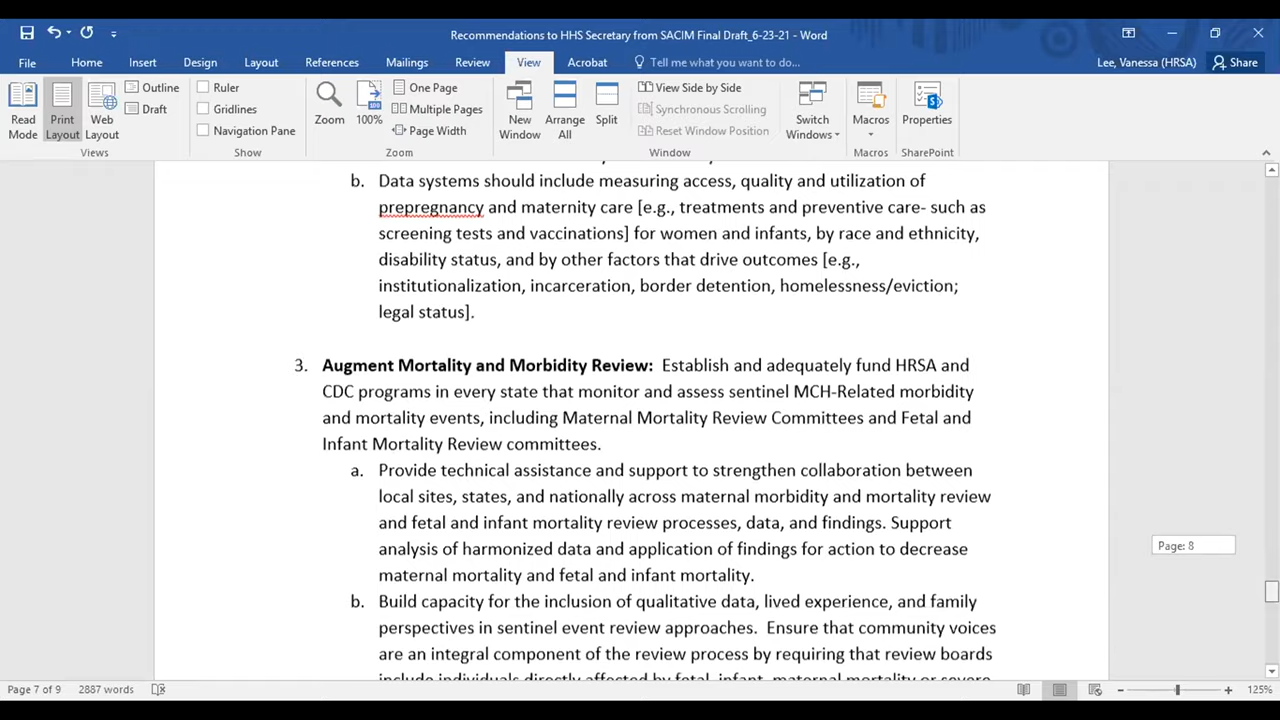 Recommendations to HHS Secretary from SACIM Final Draft_6-23-21 - Word
File Home Insert Design Layout References Mailings Review View Acrobat Tell me what you want to do... Lee, Vanessa (HRSA) Share
Read Mode
Print Layout
Web Layout
Outline
Draft
Views
Ruler
Gridlines
Navigation Pane
Show
Zoom
100%
One Page
Multiple Pages
Page Width
Zoom
New Window
Arrange All
Split
View Side by Side
Synchronous Scrolling
Reset Window Position
Window
Switch Windows
Macros
Macros
Properties
SharePoint
b. Data systems should include measuring access, quality and utilization of
prepregnancy and maternity care [e.g., treatments and preventive care- such as
screening tests and vaccinations] for women and infants, by race and ethnicity,
disability status, and by other factors that drive outcomes [e.g.,
institutionalization, incarceration, border detention, homelessness/eviction;
legal status].
3. Augment Mortality and Morbidity Review: Establish and adequately fund HRSA and
CDC programs in every state that monitor and assess sentinel MCH-Related morbidity
and mortality events, including Maternal Mortality Review Committees and Fetal and
Infant Mortality Review committees.
a. Provide technical assistance and support to strengthen collaboration between
local sites, states, and nationally across maternal morbidity and mortality review
and fetal and infant mortality review processes, data, and findings. Support
analysis of harmonized data and application of findings for action to decrease
maternal mortality and fetal and infant mortality.
b. Build capacity for the inclusion of qualitative data, lived experience, and family
perspectives in sentinel event review approaches. Ensure that community voices
are an integral component of the review process by requiring that review boards
include individuals directly affected by fetal, infant, maternal mortality or severe
Page: 8
Page 7 of 9 2887 words 125%